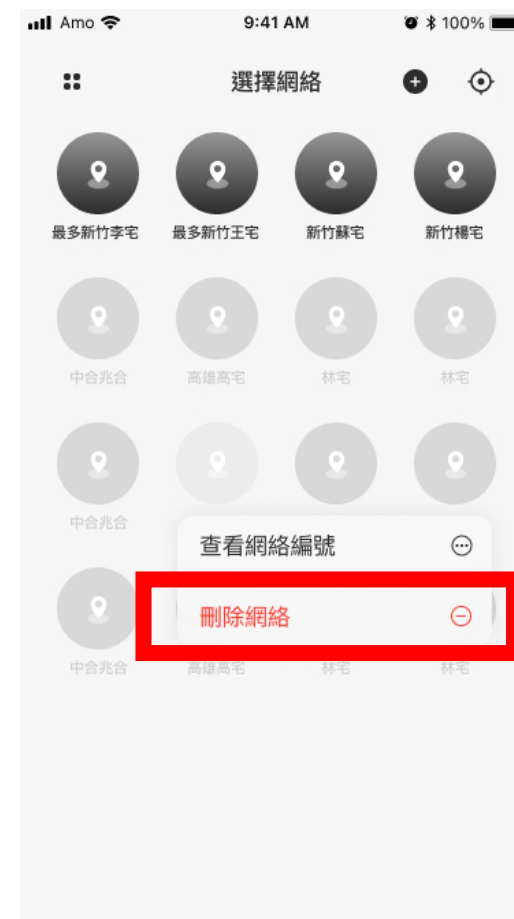 Amo 9:41 AM 100%
選擇網絡
最多新竹李宅 最多新竹王宅 新竹蘇宅 新竹楊宅
中合兆合 高雄高宅 林宅 林宅
中合兆合
查看網絡編號
刪除網絡
中合兆合 高雄高宅 林宅 林宅